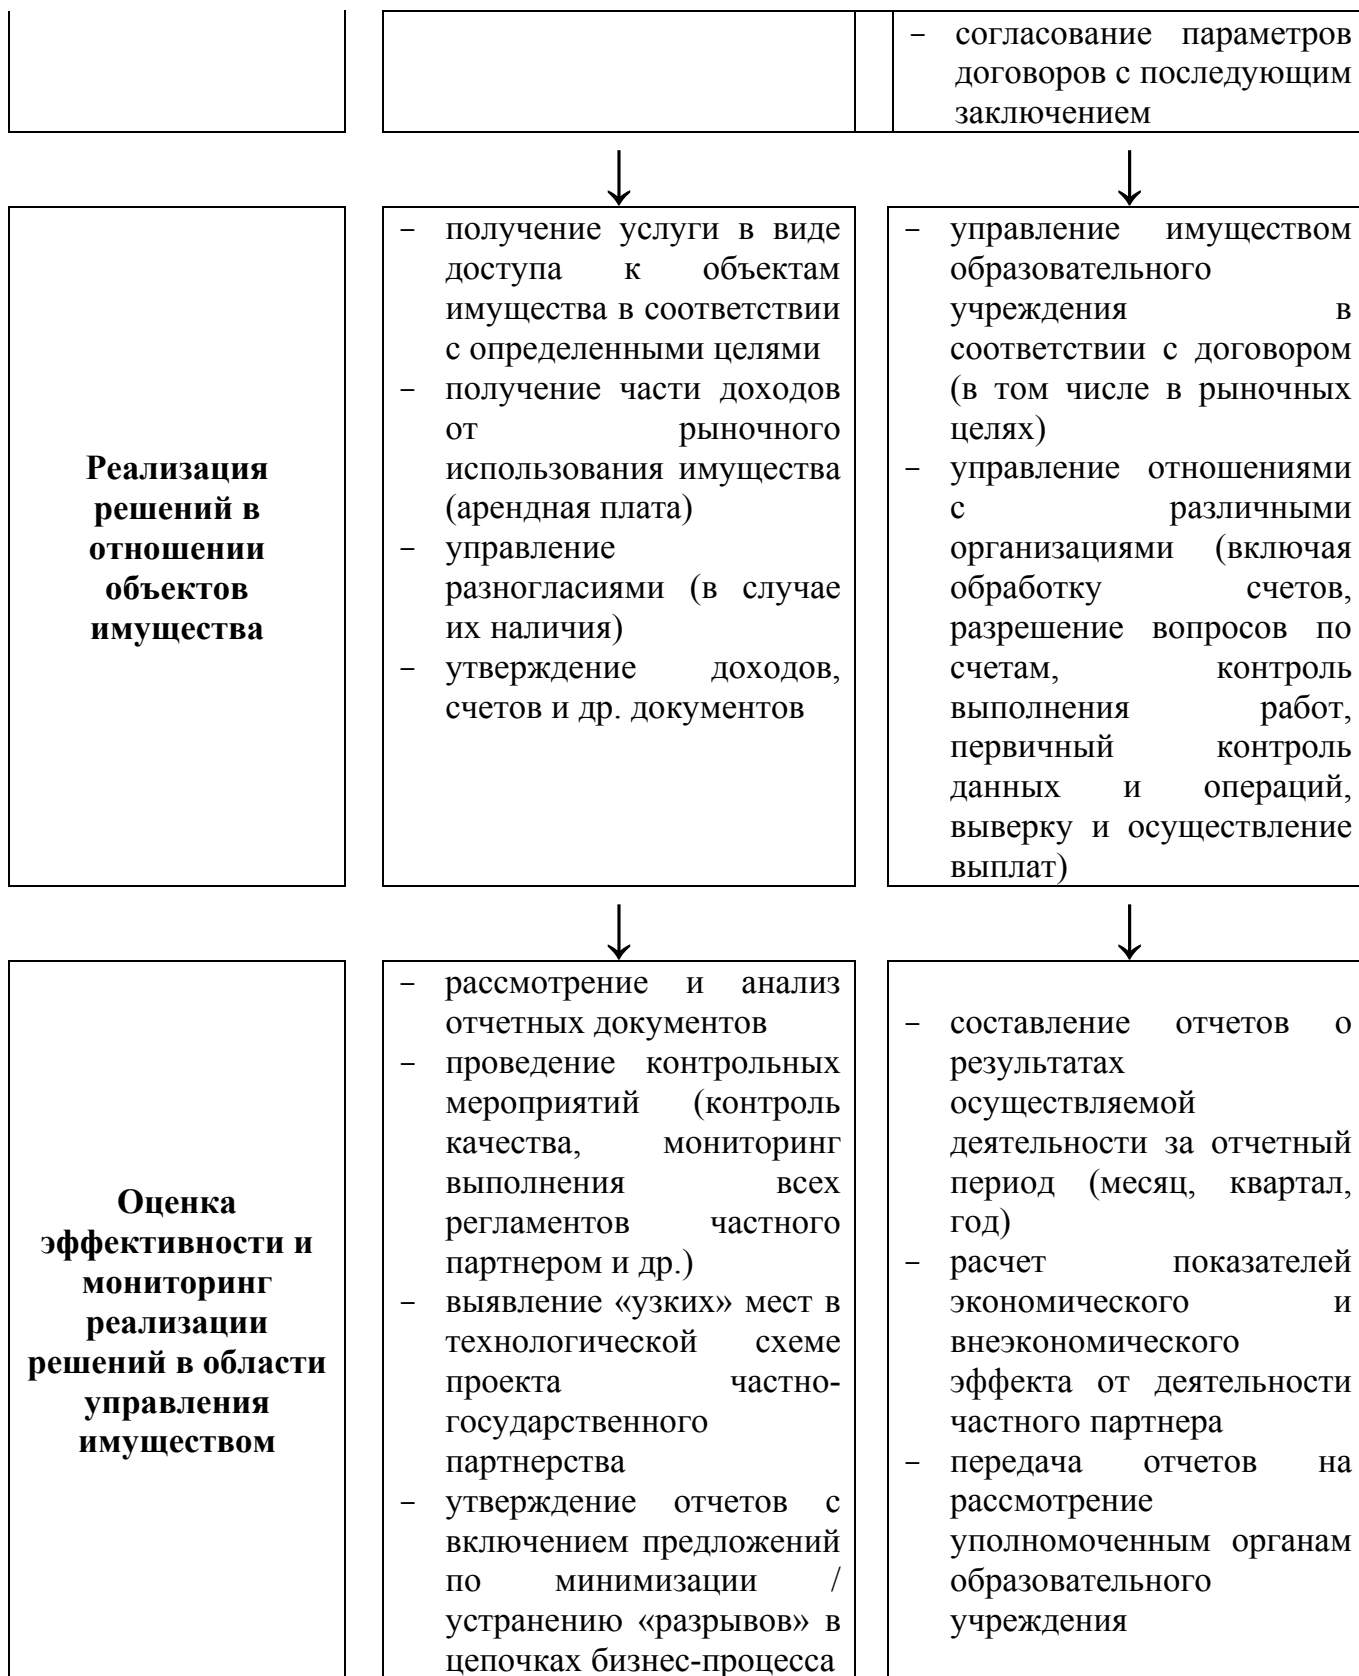 – согласование параметров
договоров с последующим
заключением
Реализация
решений в
отношении
объектов
имущества
– получение услуги в виде
доступа к объектам
имущества в соответствии
с определенными целями
– получение части доходов
от рыночного
использования имущества
(арендная плата)
– управление
разногласиями (в случае
их наличия)
– утверждение доходов,
счетов и др. документов
– управление имуществом
образовательного
учреждения в
соответствии с договором
(в том числе в рыночных
целях)
– управление отношениями
с различными
организациями (включая
обработку счетов,
разрешение вопросов по
счетам, контроль
выполнения работ,
первичный контроль
данных и операций,
выверку и осуществление
выплат)
Оценка
эффективности и
мониторинг
реализации
решений в области
управления
имуществом
– рассмотрение и анализ
отчетных документов
– проведение контрольных
мероприятий (контроль
качества, мониторинг
выполнения всех
регламентов частного
партнером и др.)
– выявление «узких» мест в
технологической схеме
проекта частно-
государственного
партнерства
– утверждение отчетов с
включением предложений
по минимизации /
устранению «разрывов» в
цепочках бизнес-процесса
– составление отчетов о
результатах
осуществляемой
деятельности за отчетный
период (месяц, квартал,
год)
– расчет показателей
экономического и
внеэкономического
эффекта от деятельности
частного партнера
– передача отчетов на
рассмотрение
уполномоченным органам
образовательного
учреждения